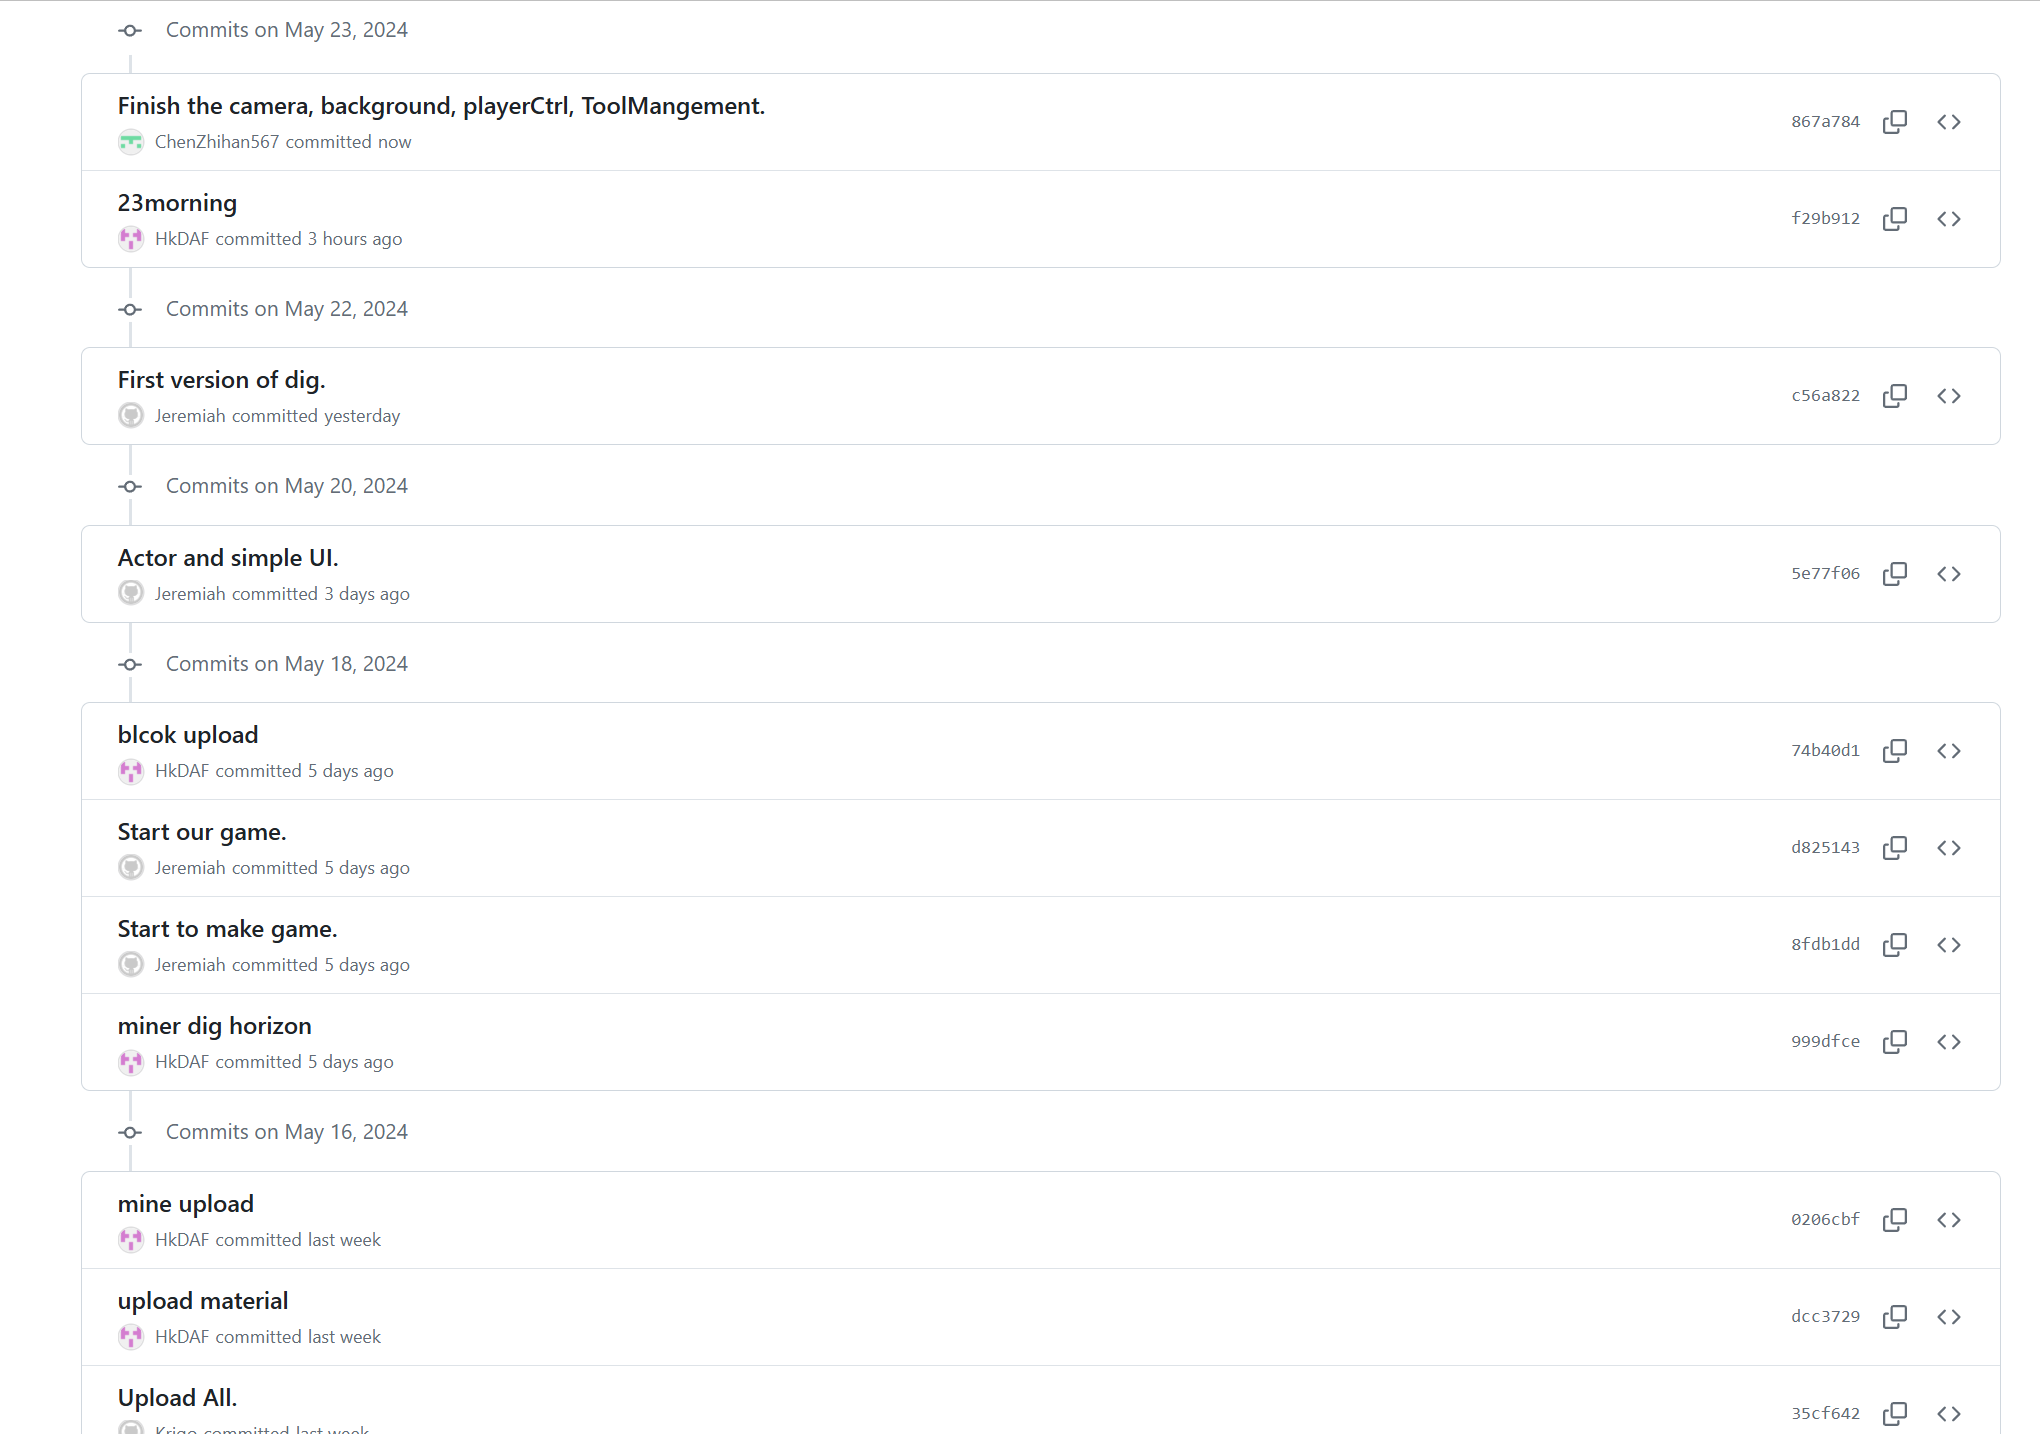 Commits on May 23, 2024
Finish the camera, background, playerCtrl, ToolMangement.
867a784
ChenZhihan567 committed now
23morning
f29b912
HkDAF committed 3 hours ago
Commits on May 22, 2024
First version of dig.
c56a822
Jeremiah committed yesterday
Commits on May 20, 2024
Actor and simple UI.
5e77f06
Jeremiah committed 3 days ago
Commits on May 18, 2024
blcok upload
74b40d1
HkDAF committed 5 days ago
Start our game.
d825143
Jeremiah committed 5 days ago
Start to make game.
8fdb1dd
Jeremiah committed 5 days ago
miner dig horizon
999dfce
HkDAF committed 5 days ago
Commits on May 16, 2024
mine upload
0206cbf
HkDAF committed last week
upload material
dcc3729
HkDAF committed last week
Upload All.
35cf642
committed last week